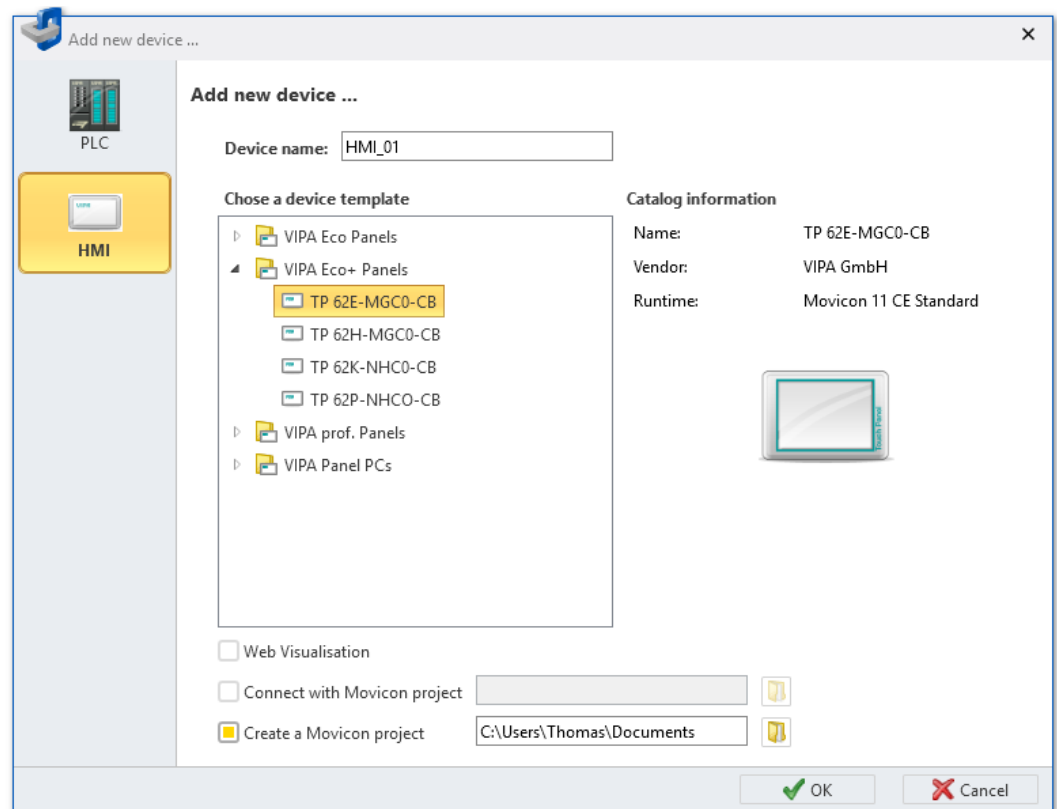 Add new device ...
PLC
HMI
Add new device ...
Device name: HMI_01
Chose a device template
VIPA Eco Panels
VIPA Eco+ Panels
TP 62E-MGC0-CB
TP 62H-MGC0-CB
TP 62K-NHC0-CB
TP 62P-NHCO-CB
VIPA prof. Panels
VIPA Panel PCs
Catalog information
Name: TP 62E-MGC0-CB
Vendor: VIPA GmbH
Runtime: Movicon 11 CE Standard
Touch Panel
Web Visualisation
Connect with Movicon project
Create a Movicon project C:\Users\Thomas\Documents
OK Cancel